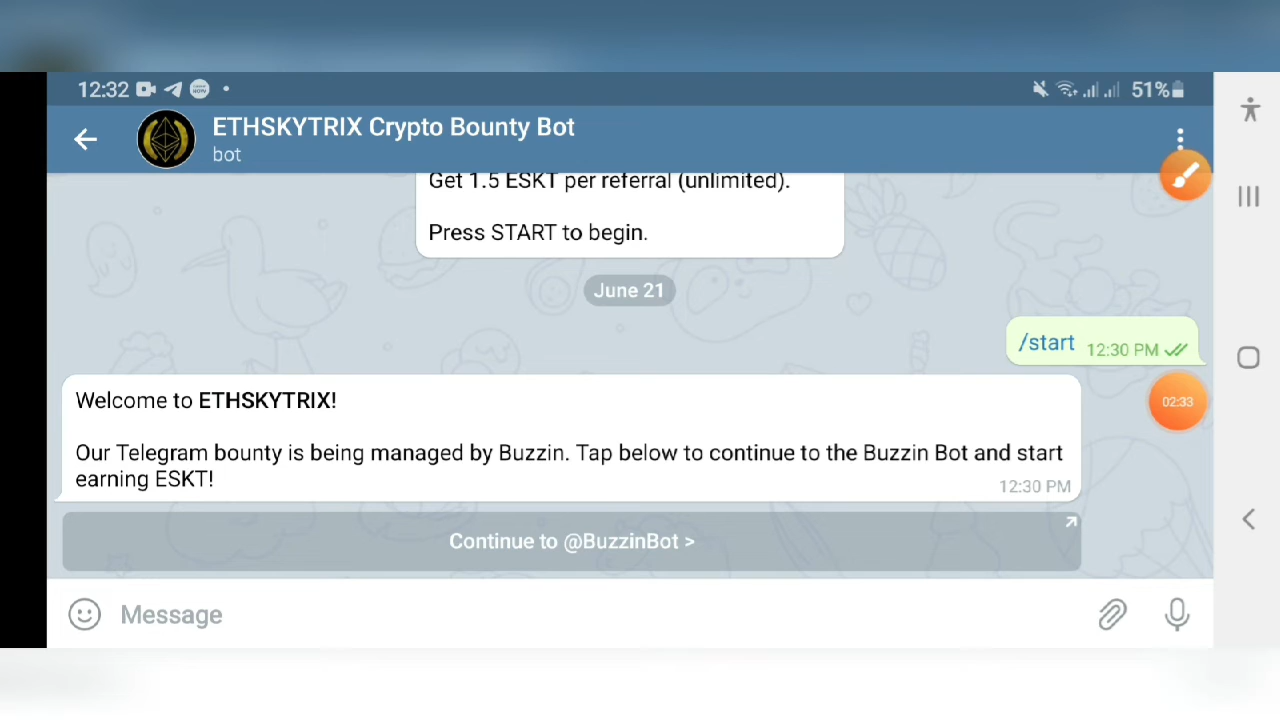 12:32
51%
ETHSKYTRIX Crypto Bounty Bot
bot
Get 1.5 ESKT per referral (unlimited).
Press START to begin.
June 21
/start 12:30 PM
Welcome to ETHSKYTRIX!
02:33
Our Telegram bounty is being managed by Buzzin. Tap below to continue to the Buzzin Bot and start
earning ESKT!
12:30 PM
Continue to @BuzzinBot >
Message